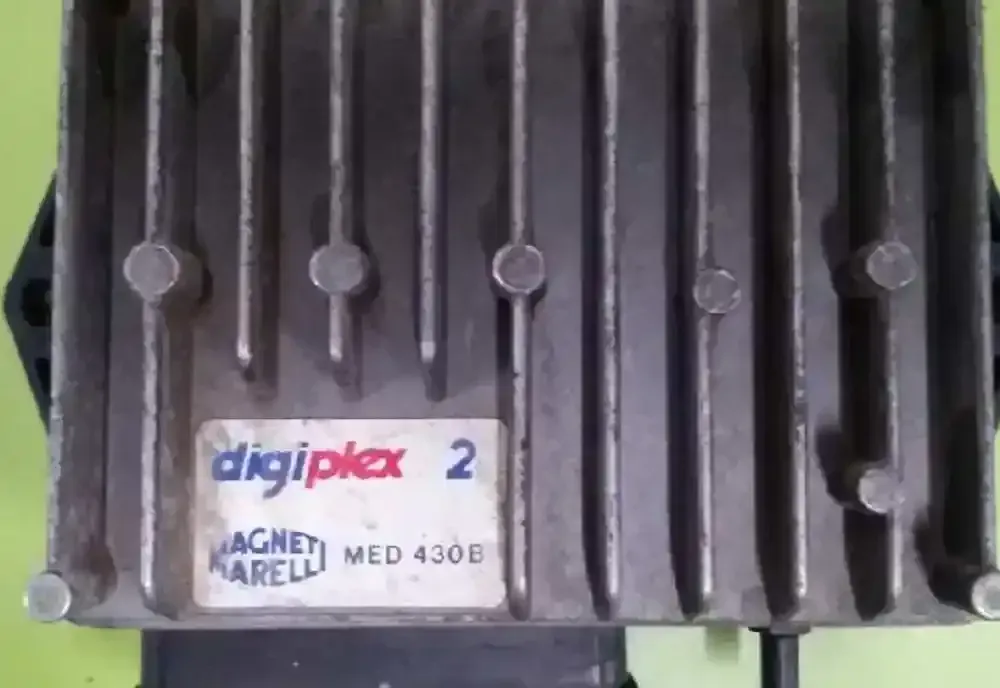 digiplex 2
MAGNETI
MARELLI MED 430B